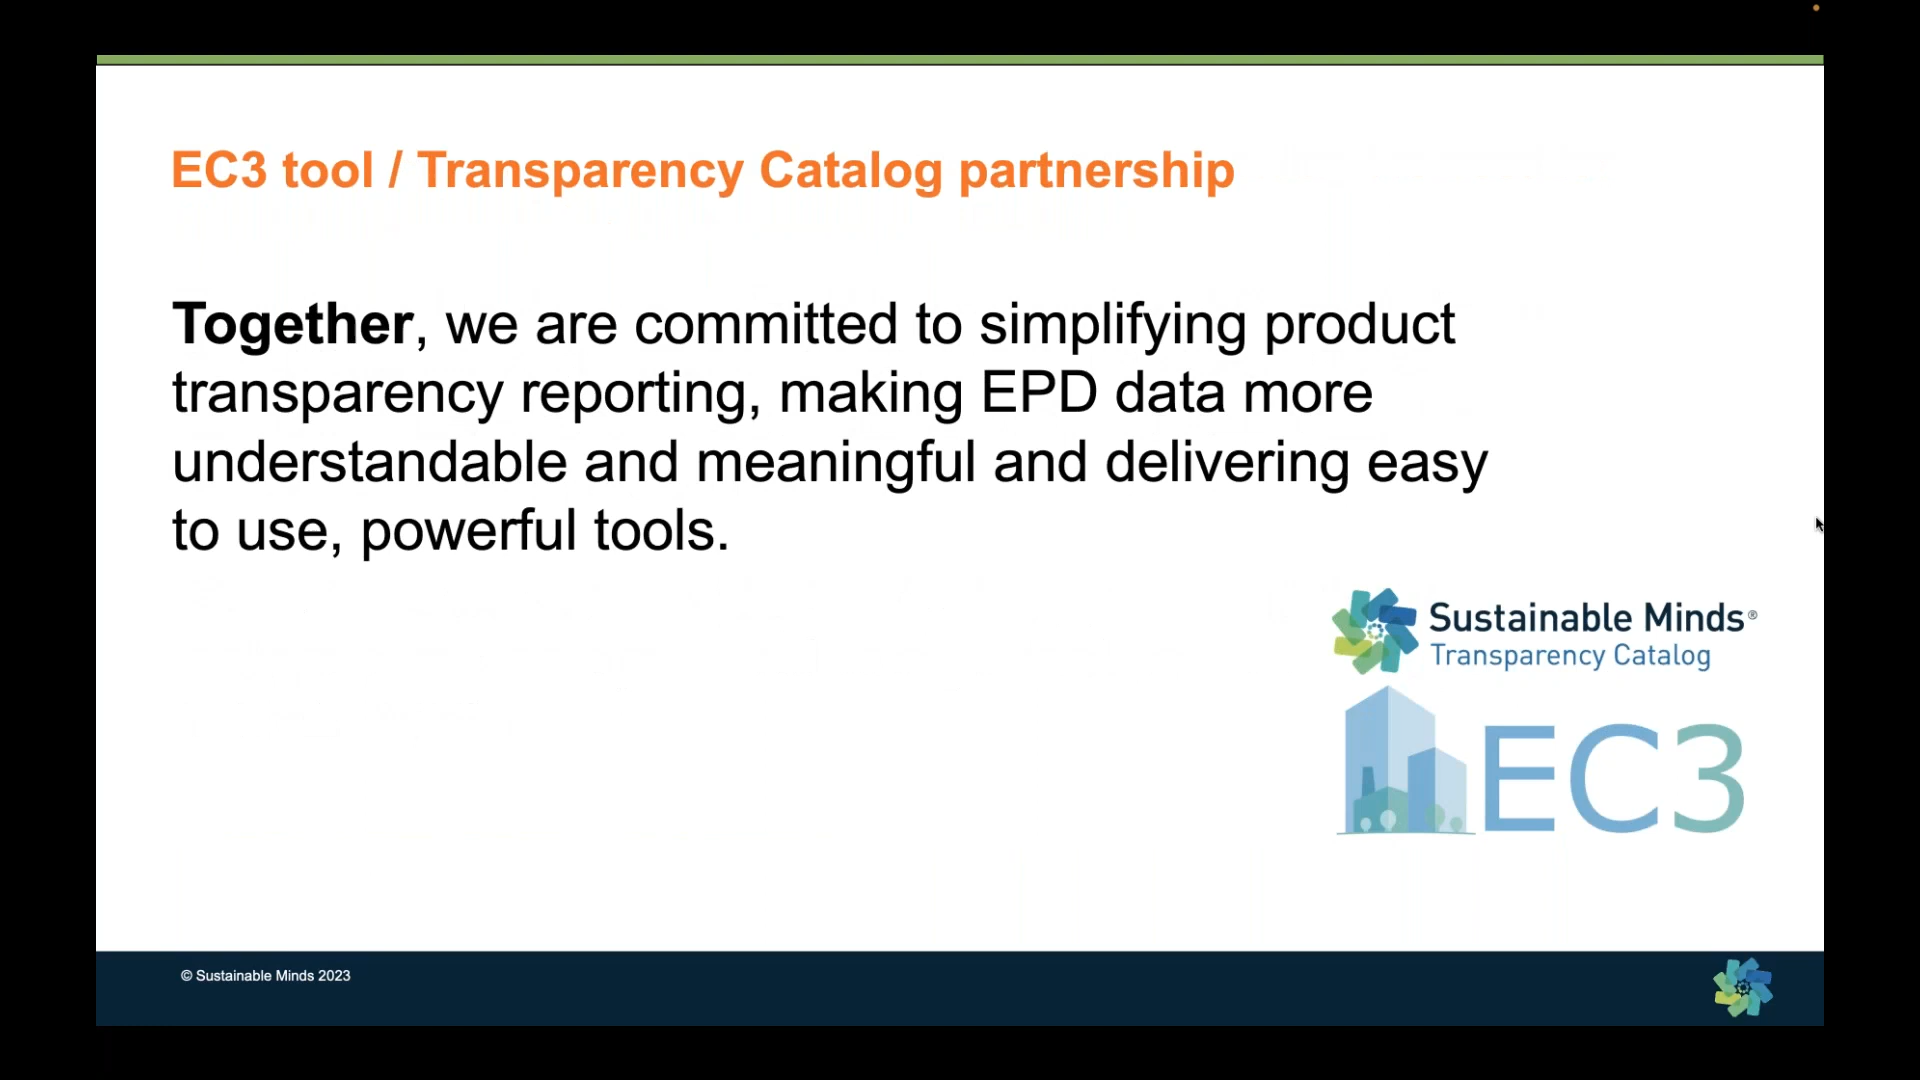 EC3 tool / Transparency Catalog partnership
Together, we are committed to simplifying product
transparency reporting, making EPD data more
understandable and meaningful and delivering easy
to use, powerful tools.
Sustainable Minds®
Transparency Catalog
EC3
© Sustainable Minds 2023